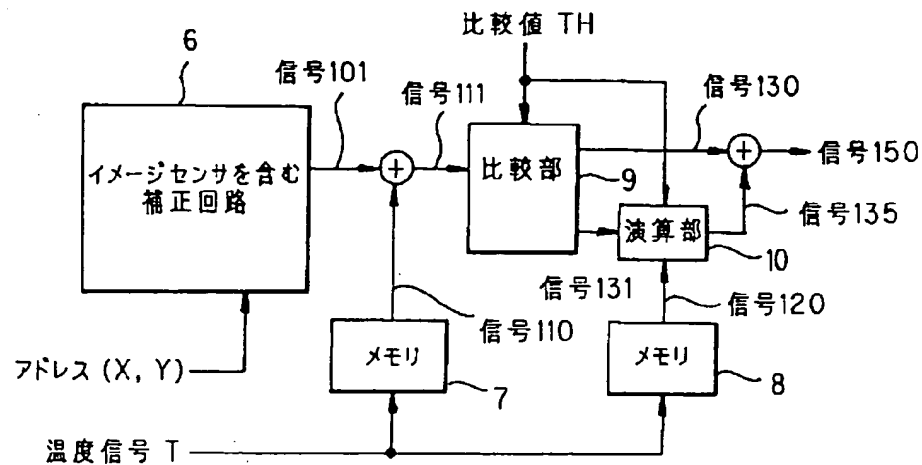 比較値 TH
6
信号101
信号111
信号130
イメージセンサを含む
補正回路
比較部
9
信号150
演算部
10
信号135
信号131
信号120
信号110
アドレス (X, Y)
メモリ
7
メモリ
8
温度信号 T